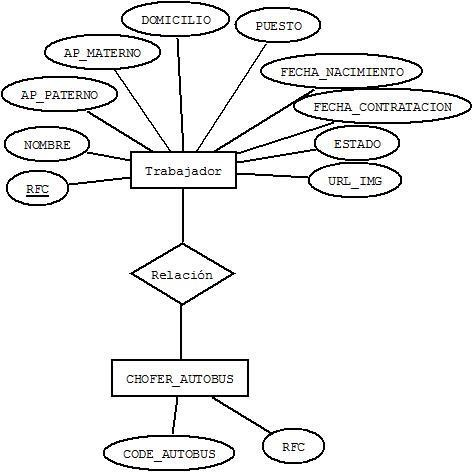 DOMICILIO
PUESTO
AP_MATERNO
FECHA_NACIMIENTO
AP_PATERNO
FECHA_CONTRATACION
NOMBRE
ESTADO
Trabajador
RFC
URL_IMG
Relación
CHOFER_AUTOBUS
CODE_AUTOBUS
RFC